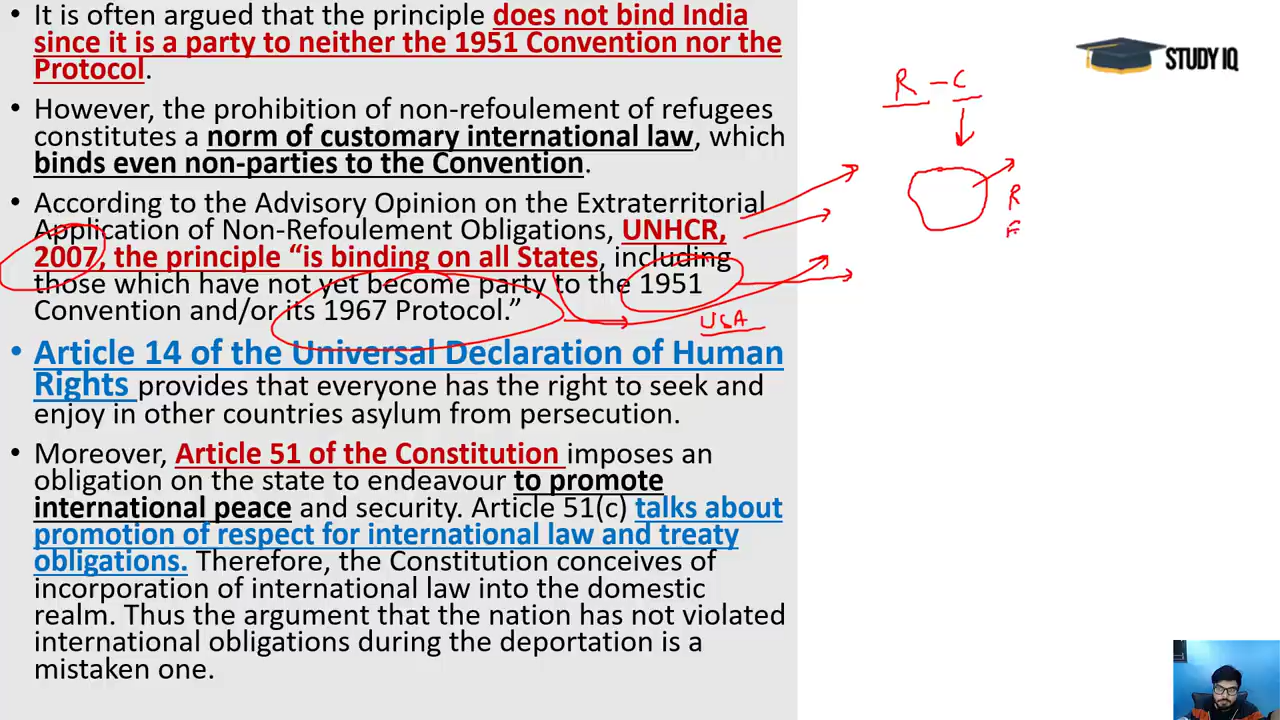 • It is often argued that the principle does not bind India
since it is a party to neither the 1951 Convention nor the
Protocol.
• However, the prohibition of non-refoulement of refugees
constitutes a norm of customary international law, which
binds even non-parties to the Convention.
• According to the Advisory Opinion on the Extraterritorial
Application of Non-Refoulement Obligations, UNHCR,
2007, the principle “is binding on all States, including
those which have not yet become party to the 1951
Convention and/or its 1967 Protocol.”
• Article 14 of the Universal Declaration of Human
Rights provides that everyone has the right to seek and
enjoy in other countries asylum from persecution.
• Moreover, Article 51 of the Constitution imposes an
obligation on the state to endeavour to promote
international peace and security. Article 51(c) talks about
promotion of respect for international law and treaty
obligations. Therefore, the Constitution conceives of
incorporation of international law into the domestic
realm. Thus the argument that the nation has not violated
international obligations during the deportation is a
mistaken one.
USA
STUDY IQ
R – C
R